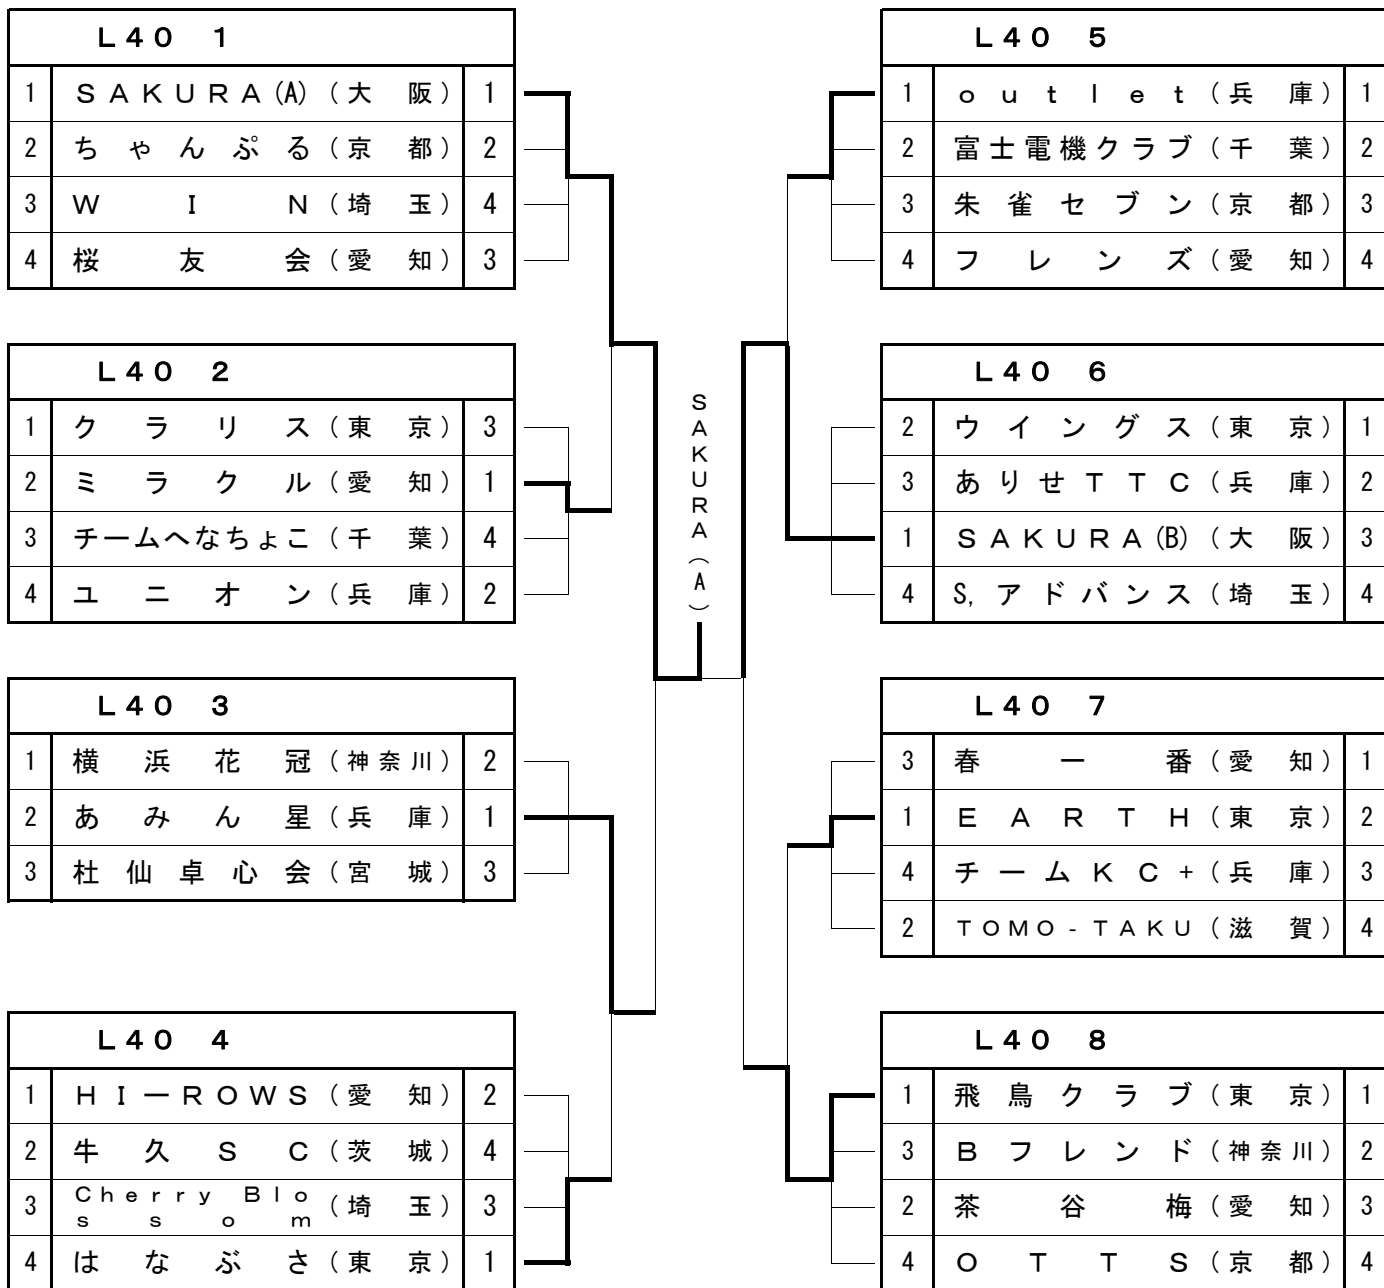 L40 1
1 SAKURA(A)(大阪) 1
2 ちゃんぷる(京都) 2
3 WIN(埼玉) 4
4 桜友会(愛知) 3
L40 2
1 クラリス(東京) 3
2 ミラクル(愛知) 1
3 チームへなちょこ(千葉) 4
4 ユニオン(兵庫) 2
L40 3
1 横浜花冠(神奈川) 2
2 あみん星(兵庫) 1
3 杜仙卓心会(宮城) 3
L40 4
1 HI-ROWS(愛知) 2
2 牛久SC(茨城) 4
3 Cherry Blo
ssom(埼玉) 3
4 はなぶさ(東京) 1
SAKURA(A)
L40 5
1 outlet(兵庫) 1
2 富士電機クラブ(千葉) 2
3 朱雀セブン(京都) 3
4 フレンズ(愛知) 4
L40 6
2 ウイングス(東京) 1
3 ありせTTC(兵庫) 2
1 SAKURA(B)(大阪) 3
4 S,アドバンス(埼玉) 4
L40 7
3 春一番(愛知) 1
1 EARTH(東京) 2
4 チームKC+(兵庫) 3
2 TOMO-TAKU(滋賀) 4
L40 8
1 飛鳥クラブ(東京) 1
3 Bフレンド(神奈川) 2
2 茶谷梅(愛知) 3
4 OTTS(京都) 4